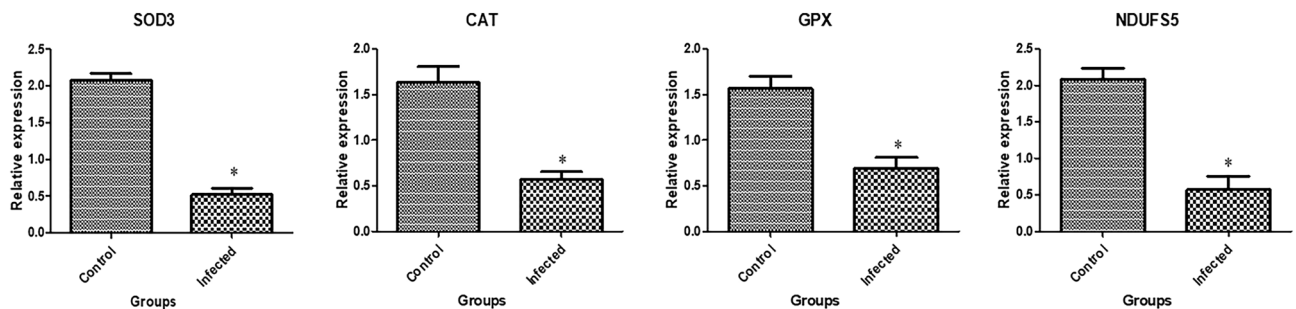 SOD3
Relative expression
2.5
2.0
1.5
1.0
0.5
0.0
*
Control
Infected
Groups
CAT
Relative expression
2.0
1.5
1.0
0.5
0.0
*
Control
Infected
Groups
GPX
Relative expression
2.0
1.5
1.0
0.5
0.0
*
Control
Infected
Groups
NDUFS5
Relative expression
2.5
2.0
1.5
1.0
0.5
0.0
*
Control
Infected
Groups